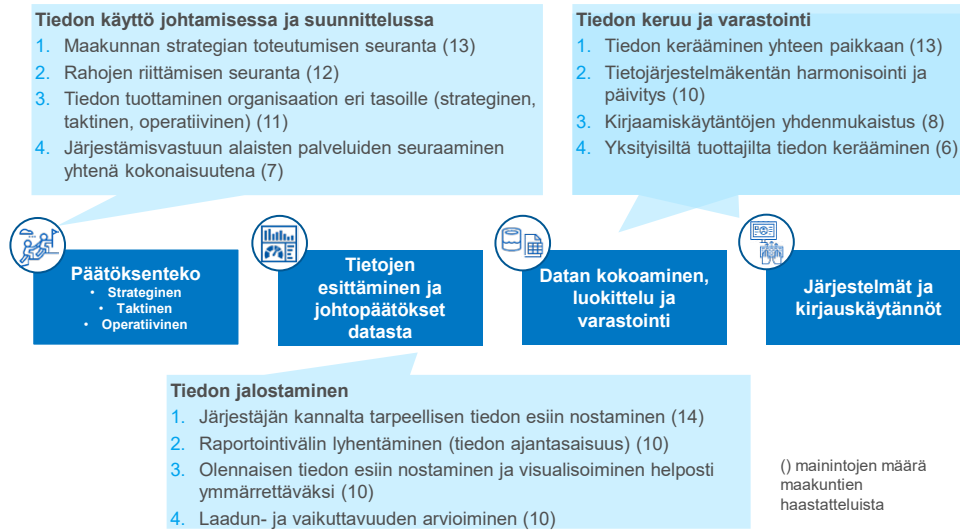 Tiedon käyttö johtamisessa ja suunnittelussa
1. Maakunnan strategian toteutumisen seuranta (13)
2. Rahojen riittämisen seuranta (12)
3. Tiedon tuottaminen organisaation eri tasoille (strateginen,
taktinen, operatiivinen) (11)
4. Järjestämisvastuun alaisten palveluiden seuraaminen
yhtenä kokonaisuutena (7)
Tiedon keruu ja varastointi
1. Tiedon kerääminen yhteen paikkaan (13)
2. Tietojärjestelmäkentän harmonisointi ja
päivitys (10)
3. Kirjaamiskäytäntöjen yhdenmukaistus (8)
4. Yksityisiltä tuottajilta tiedon kerääminen (6)
Päätöksenteko
• Strateginen
• Taktinen
• Operatiivinen
Tietojen
esittäminen ja
johtopäätökset
datasta
Datan kokoaminen,
luokittelu ja
varastointi
Järjestelmät ja
kirjauskäytännöt
Tiedon jalostaminen
1. Järjestäjän kannalta tarpeellisen tiedon esiin nostaminen (14)
2. Raportointivälin lyhentäminen (tiedon ajantasaisuus) (10)
3. Olennaisen tiedon esiin nostaminen ja visualisoiminen helposti
ymmärrettäväksi (10)
4. Laadun- ja vaikuttavuuden arvioiminen (10)
() mainintojen määrä
maakuntien
haastatteluista